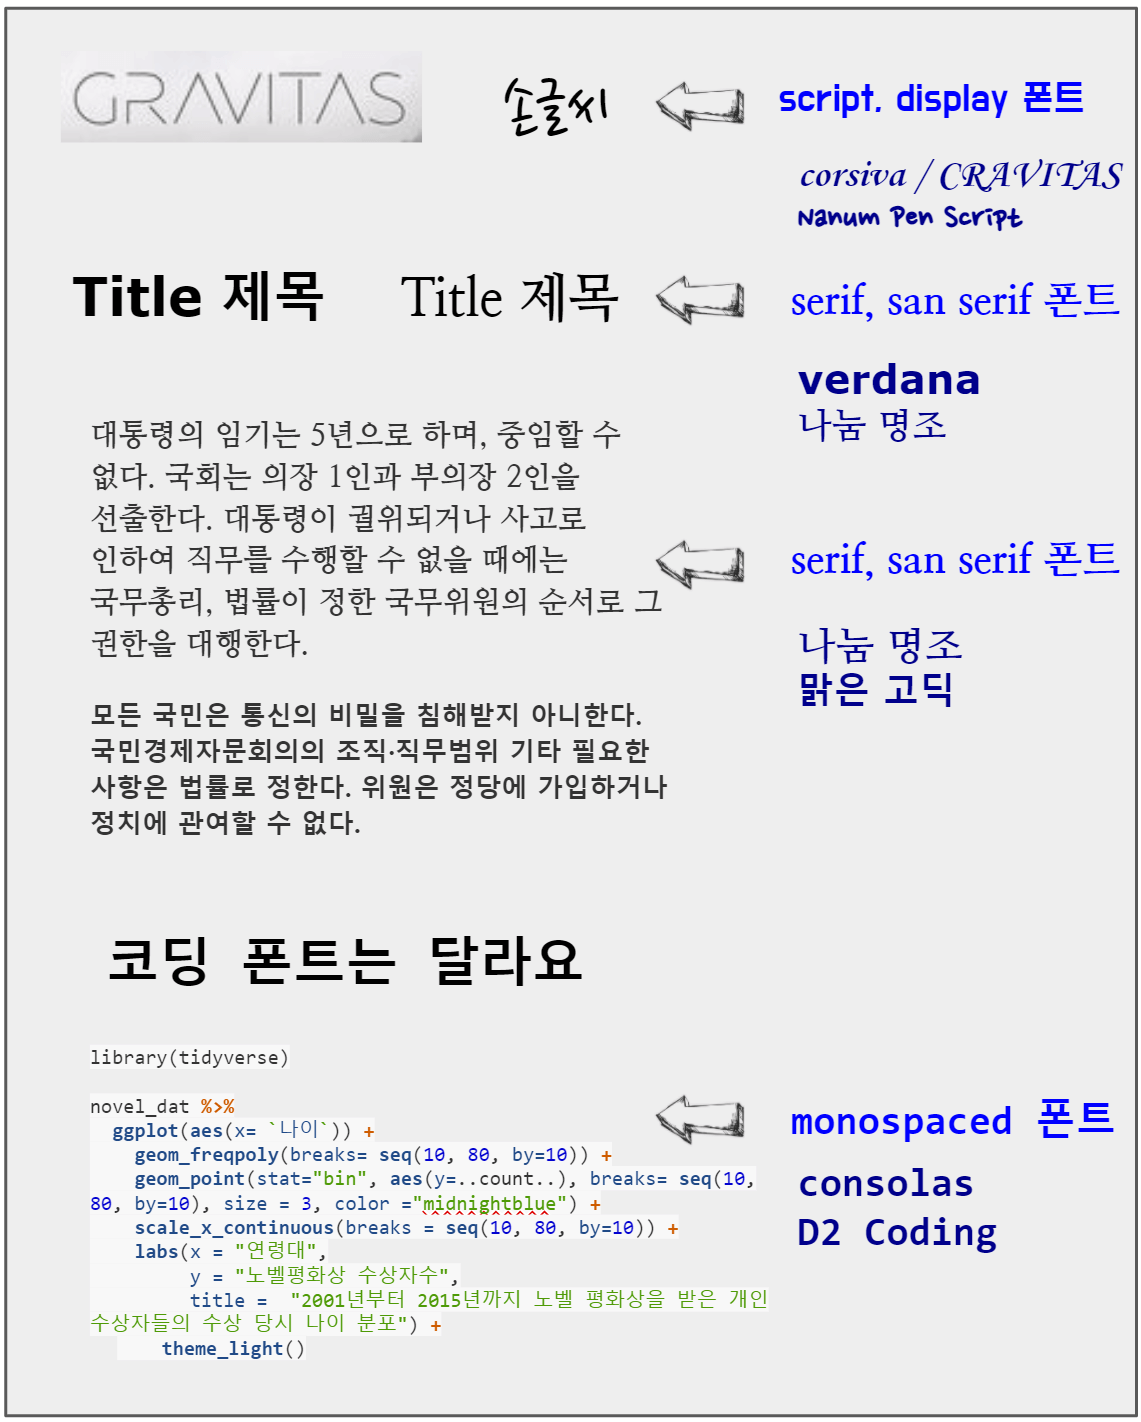 GRAVITAS 손글씨 script, display 폰트
corsiva / CRAVITAS
Nanum Pen Script
Title 제목 Title 제목 serif, san serif 폰트
verdana
나눔 명조
대통령의 임기는 5년으로 하며, 중임할 수
없다. 국회는 의장 1인과 부의장 2인을
선출한다. 대통령이 궐위되거나 사고로
인하여 직무를 수행할 수 없을 때에는
국무총리, 법률이 정한 국무위원의 순서로 그
권한을 대행한다.
serif, san serif 폰트
나눔 명조
맑은 고딕
모든 국민은 통신의 비밀을 침해받지 아니한다.
국민경제자문회의의 조직·직무범위 기타 필요한
사항은 법률로 정한다. 위원은 정당에 가입하거나
정치에 관여할 수 없다.
코딩 폰트는 달라요
library(tidyverse)
novel_dat %>%
ggplot(aes(x= `나이`)) +
geom_freqpoly(breaks= seq(10, 80, by=10)) +
geom_point(stat="bin", aes(y=..count..), breaks= seq(10,
80, by=10), size = 3, color ="midnightblue") +
scale_x_continuous(breaks = seq(10, 80, by=10)) +
labs(x = "연령대",
y = "노벨평화상 수상자수",
title =  "2001년부터 2015년까지 노벨 평화상을 받은 개인
수상자들의 수상 당시 나이 분포") +
theme_light()
monospaced 폰트
consolas
D2 Coding